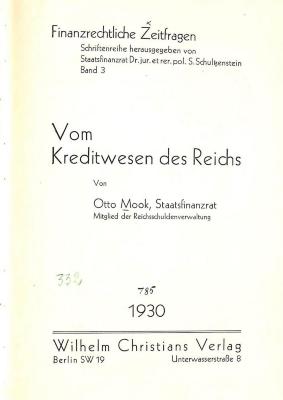 Finanzrechtliche Zeitfragen
Schriftenreihe herausgegeben von
Staatsfinanzrat Dr. jur. et rer. pol. S. Schulgenstein
Band 3
Vom
Kreditwesen des Reichs
Von
Otto Mook, Staatsfinanzrat
Mitglied der Reichsschuldenverwaltung
332
785
1930
Wilhelm Christians Verlag
Berlin SW 19 Unterwasserstraße 8